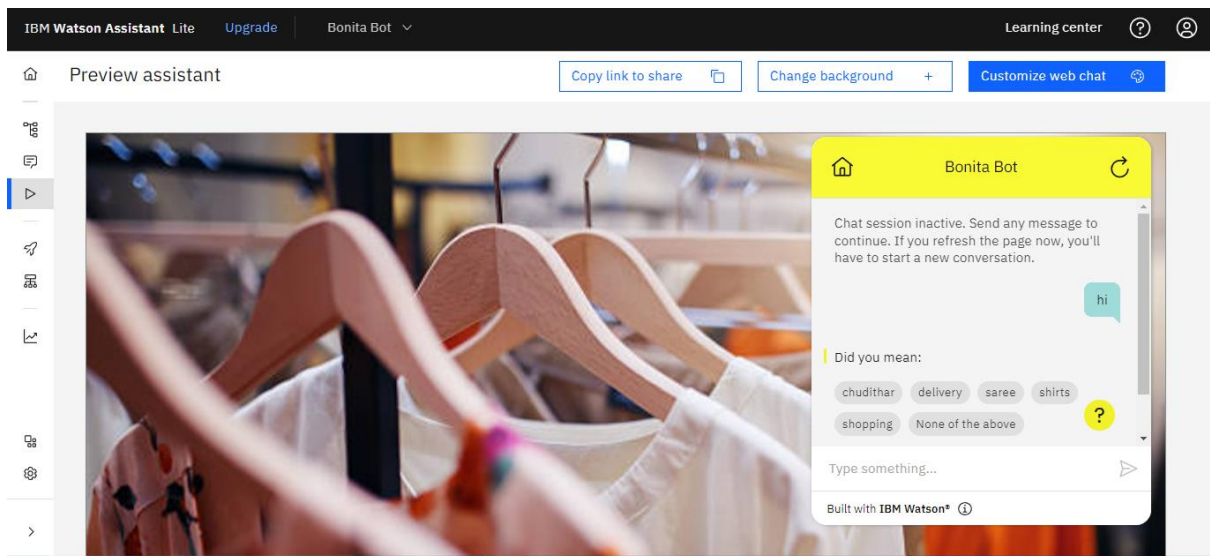 IBM Watson Assistant Lite Upgrade Bonita Bot Learning center
Preview assistant Copy link to share Change background + Customize web chat
Bonita Bot
Chat session inactive. Send any message to
continue. If you refresh the page now, you'll
have to start a new conversation.
hi
Did you mean:
chudithar delivery saree shirts
shopping None of the above
?
Type something...
Built with IBM Watson®